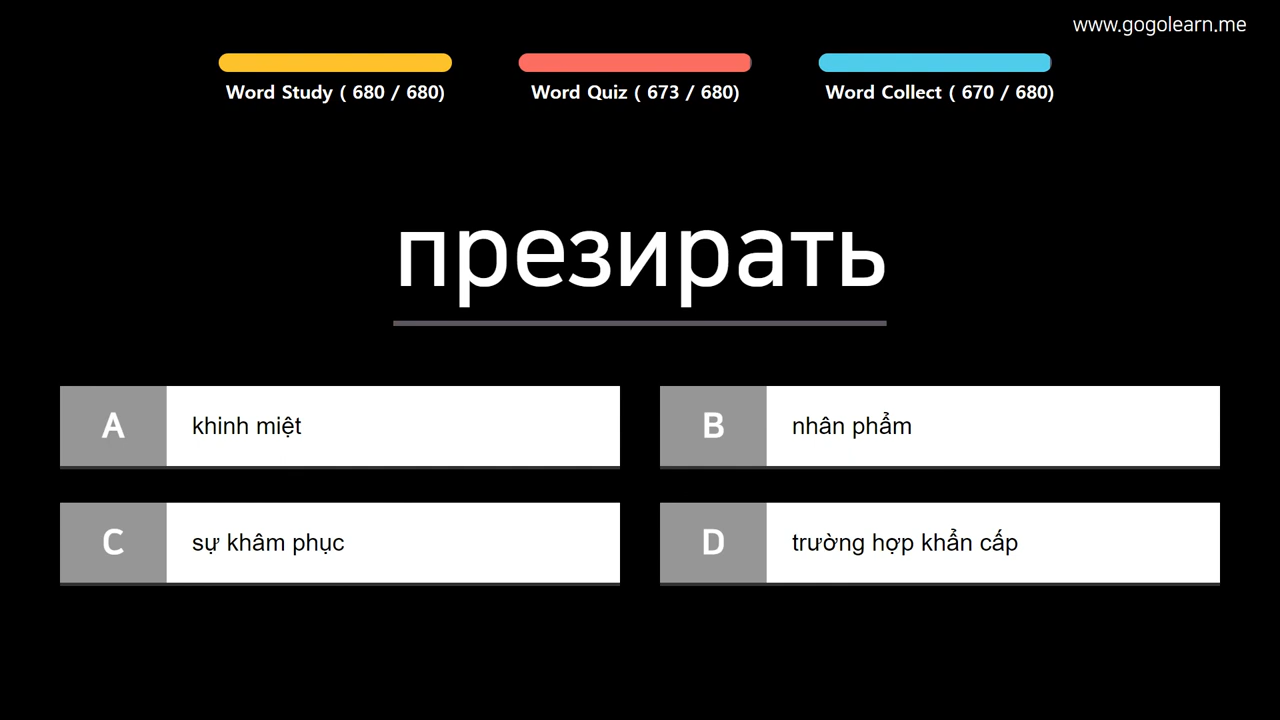 www.gogolearn.me
Word Study ( 680 / 680)
Word Quiz ( 673 / 680)
Word Collect ( 670 / 680)
презирать
A khinh miệt
B nhân phẩm
C sự khâm phục
D trường hợp khẩn cấp